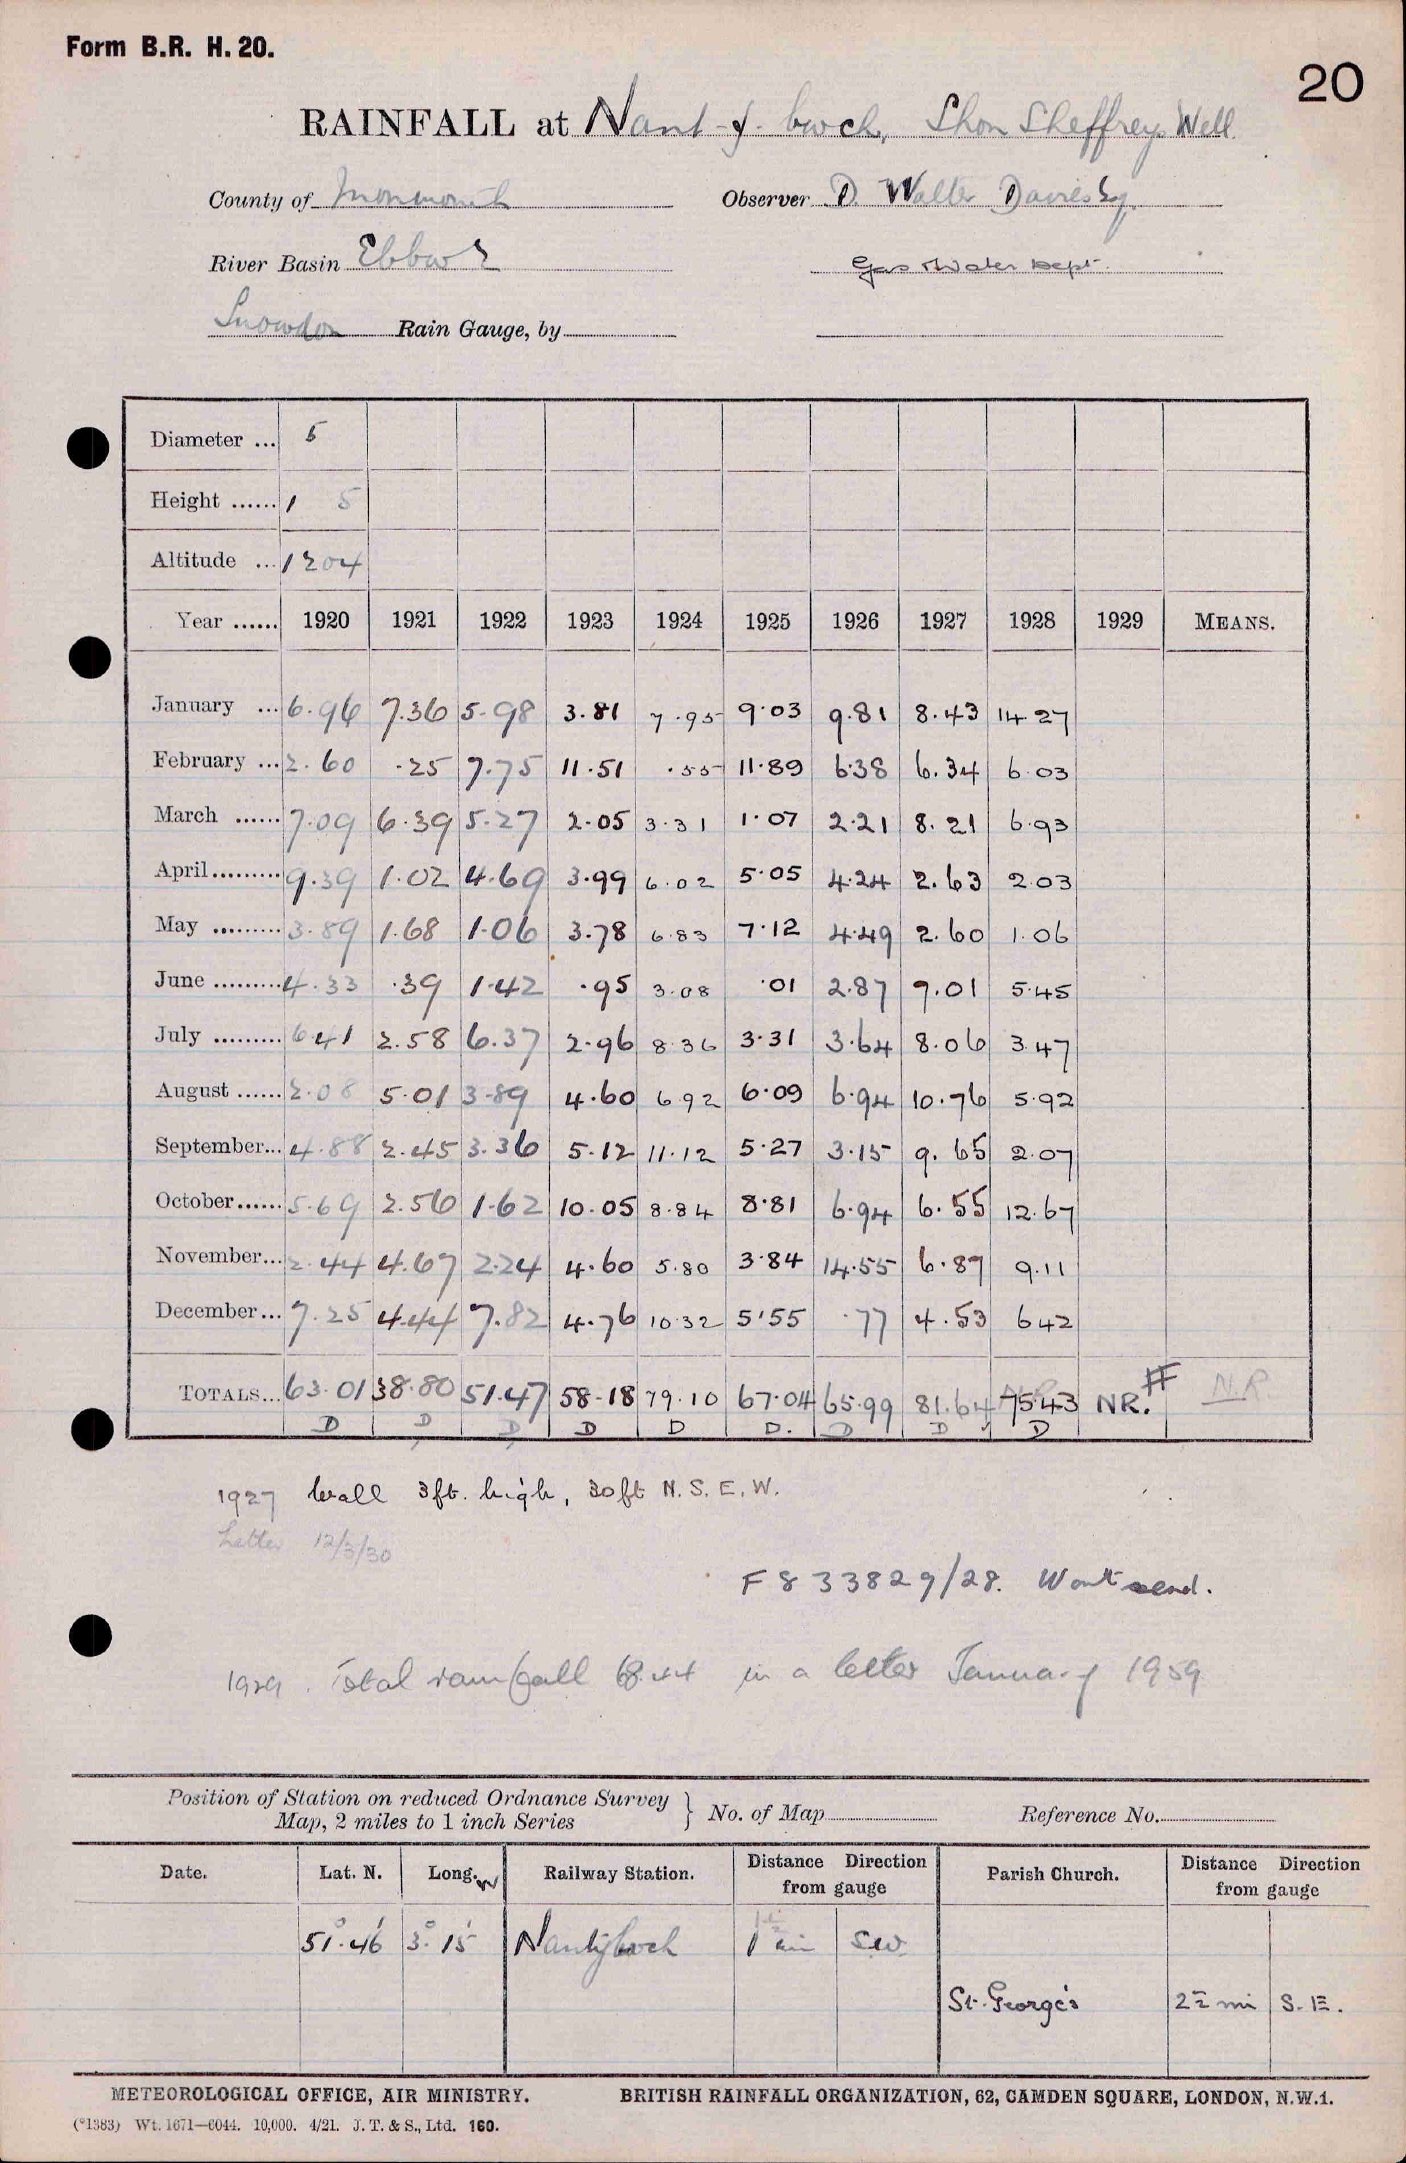 Form B.R. H. 20.
20
RAINFALL at Nant-y-bwch, Shon Sheffreys Well
County of Monmouth Observer D. Walter Davies Esq.
River Basin Ebbw Gas & Water Dept.
Snowdon Rain Gauge, by
Diameter ... 5
Height ...... 1 5
Altitude ... 1204
Year ...... 1920 1921 1922 1923 1924 1925 1926 1927 1928 1929 MEANS.
January ... 6.96 7.36 5.98 3.81 7.95 9.03 9.81 8.43 14.27
February ... 2.60 .25 7.75 11.51 .55 11.89 6.38 6.34 6.03
March ...... 7.09 6.39 5.27 2.05 3.31 1.07 2.21 8.21 6.93
April......... 9.39 1.02 4.69 3.99 6.02 5.05 4.24 2.63 2.03
May ......... 3.89 1.68 1.06 3.78 6.83 7.12 4.49 2.60 1.06
June ......... 4.33 .39 1.42 .95 3.08 .01 2.87 7.01 5.45
July ......... 6.41 2.58 6.37 2.96 8.36 3.31 3.64 8.06 3.47
August ...... 2.08 5.01 3.89 4.60 6.92 6.09 6.94 10.76 5.92
September... 4.88 2.45 3.36 5.12 11.12 5.27 3.15 9.65 2.07
October...... 5.69 2.56 1.62 10.05 8.84 8.81 6.94 6.55 12.67
November... 2.44 4.67 2.24 4.60 5.80 3.84 14.55 6.87 9.11
December... 7.25 4.44 7.82 4.76 10.32 5.55 .77 4.53 6.42
TOTALS... 63.01 38.80 51.47 58.18 79.10 67.04 65.99 81.64 75.43 NR. # NR
D D D D D D. D D D
1927 Wall 3ft. high, 30ft N.S.E.W.
Letter 12/3/30
F 8 33829/28. Wont send.
1929. Total rainfall 68.44 in a letter January 1959
Position of Station on reduced Ordnance Survey
Map, 2 miles to 1 inch Series } No. of Map Reference No.
Date. Lat. N. Long. W Railway Station. Distance Direction from gauge Parish Church. Distance Direction from gauge
51°.46' 3°.15' Nantybwch 1 mi S.W.
St. George's 2½ mi S.E.
METEOROLOGICAL OFFICE, AIR MINISTRY. BRITISH RAINFALL ORGANIZATION, 62, CAMDEN SQUARE, LONDON, N.W.1.
(*1383) Wt. 1671—6044. 10,000. 4/21. J. T. & S., Ltd. 160.